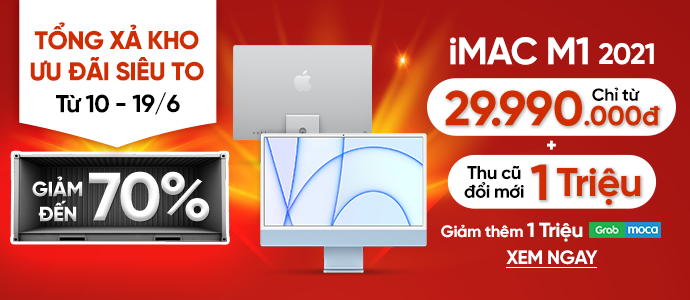 TỔNG XẢ KHO
ƯU ĐÃI SIÊU TO
Từ 10 - 19/6
GIẢM
ĐẾN
70%
iMAC M1 2021
Chỉ từ
29.990.000đ
+
Thu cũ
đổi mới
1 Triệu
Giảm thêm 1 Triệu Grab moca
XEM NGAY